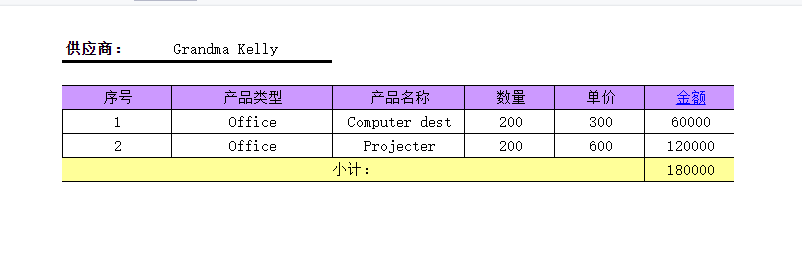 供应商： Grandma Kelly
序号 产品类型 产品名称 数量 单价 金额
1 Office Computer dest 200 300 60000
2 Office Projecter 200 600 120000
小计： 180000